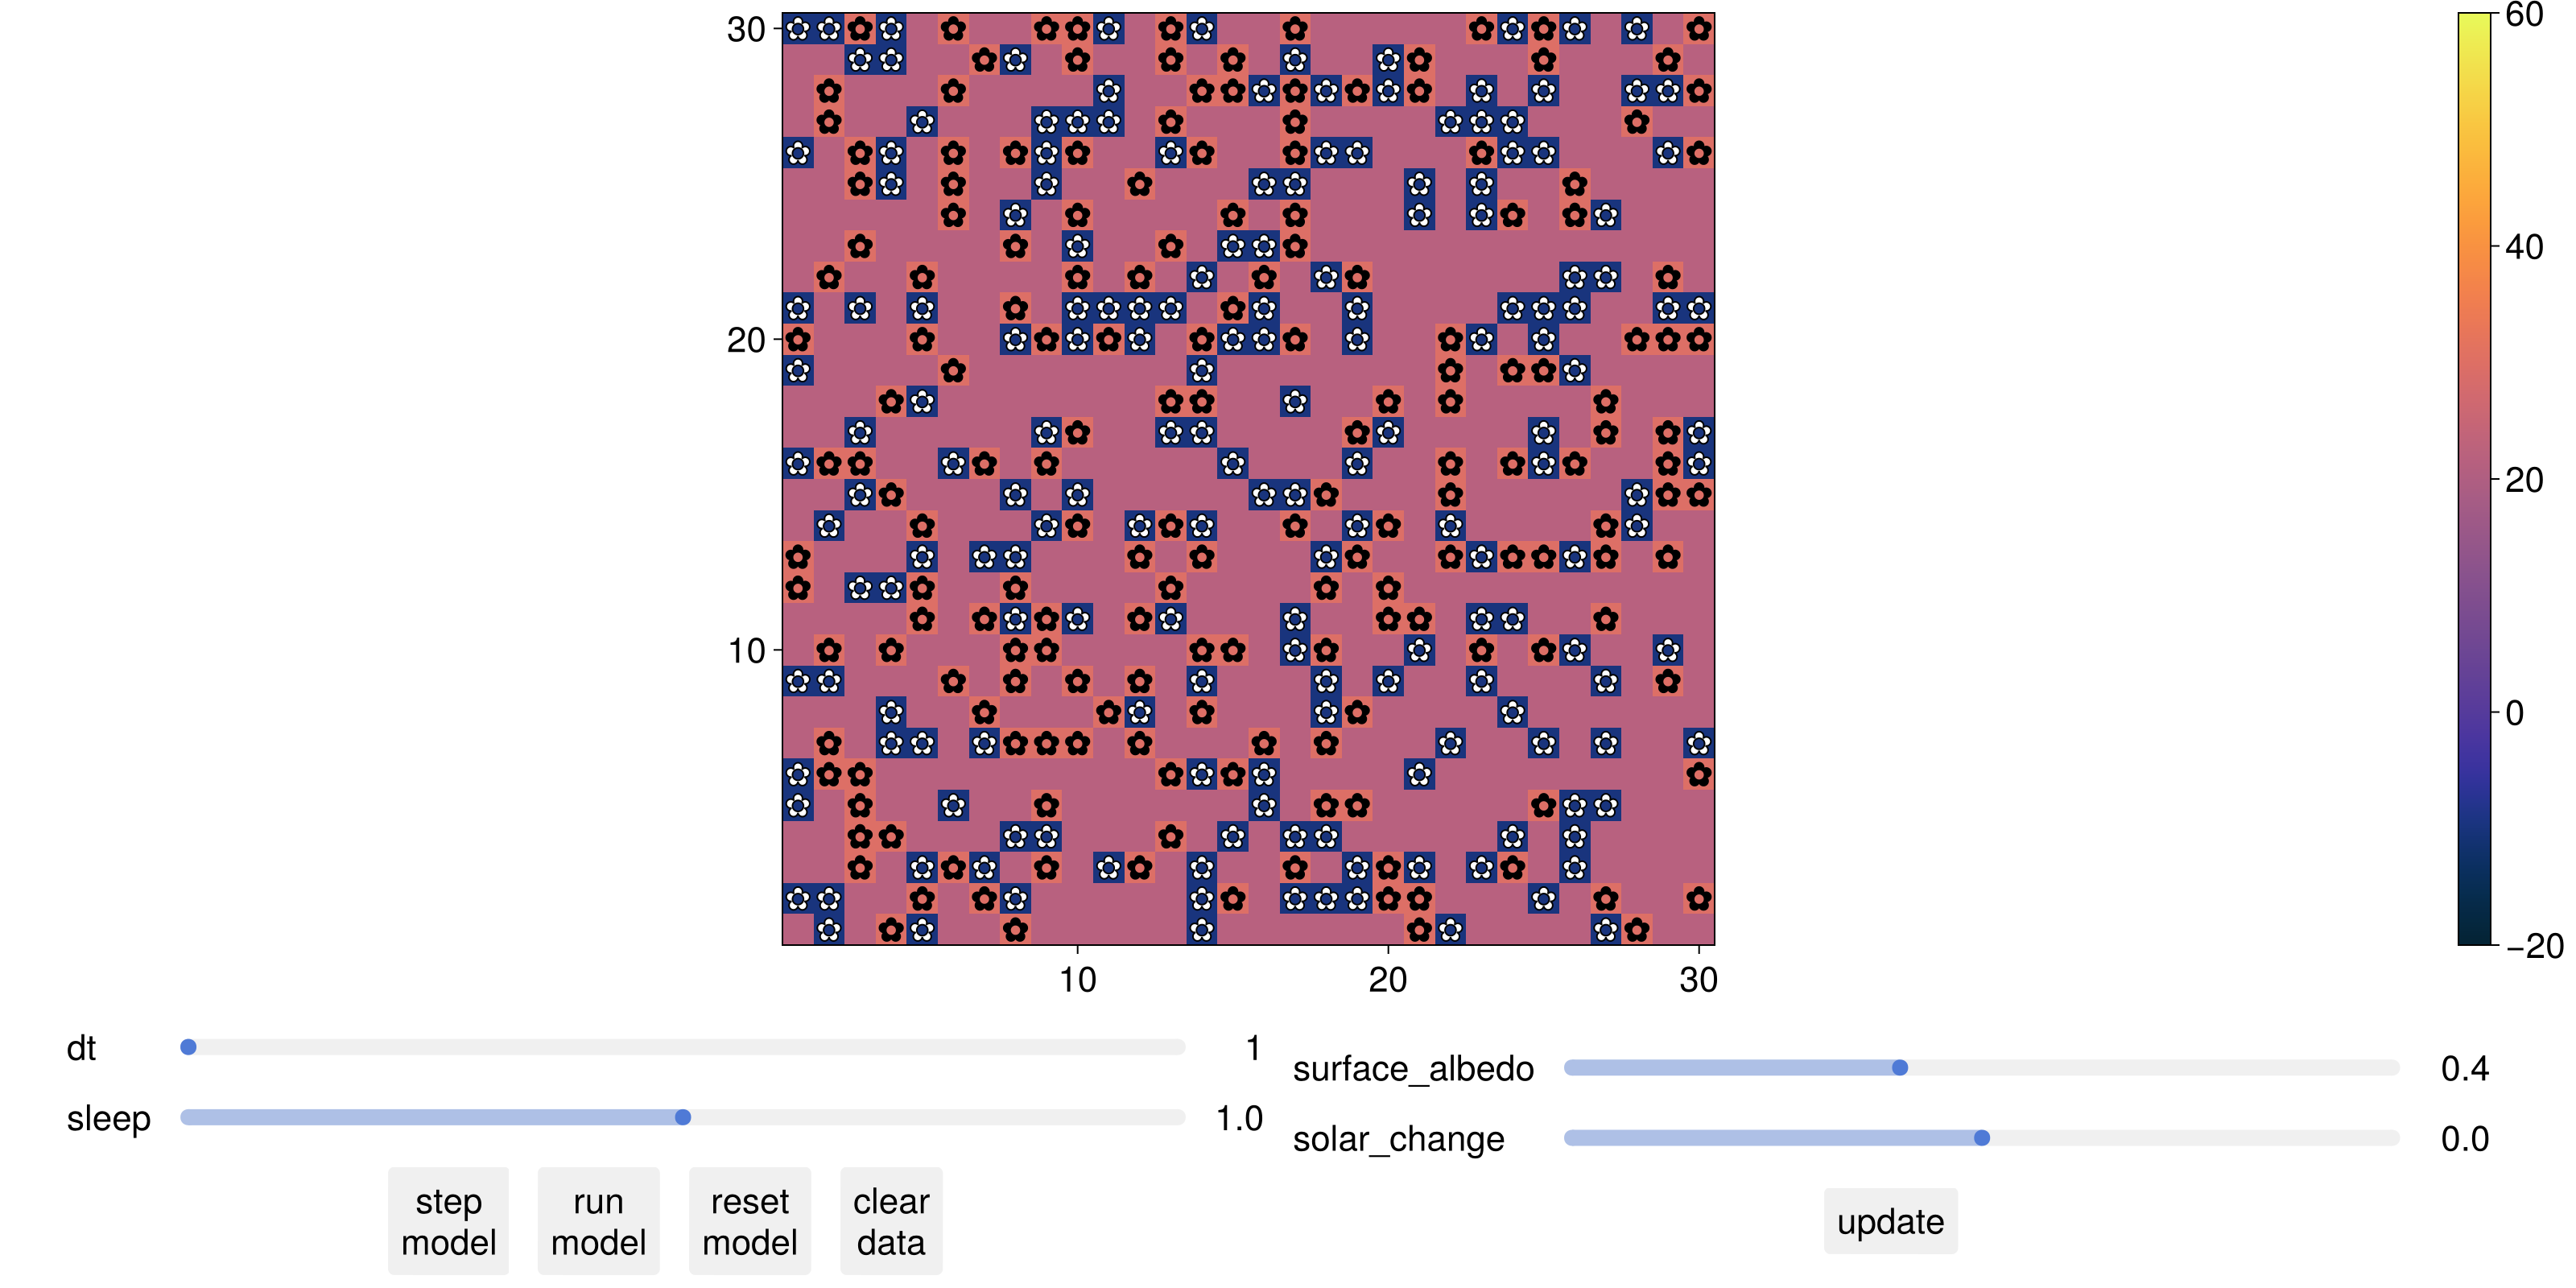 30
20
10
10
20
30
60
40
20
0
−20
dt
1
sleep
1.0
surface_albedo
0.4
solar_change
0.0
step
model
run
model
reset
model
clear
data
update